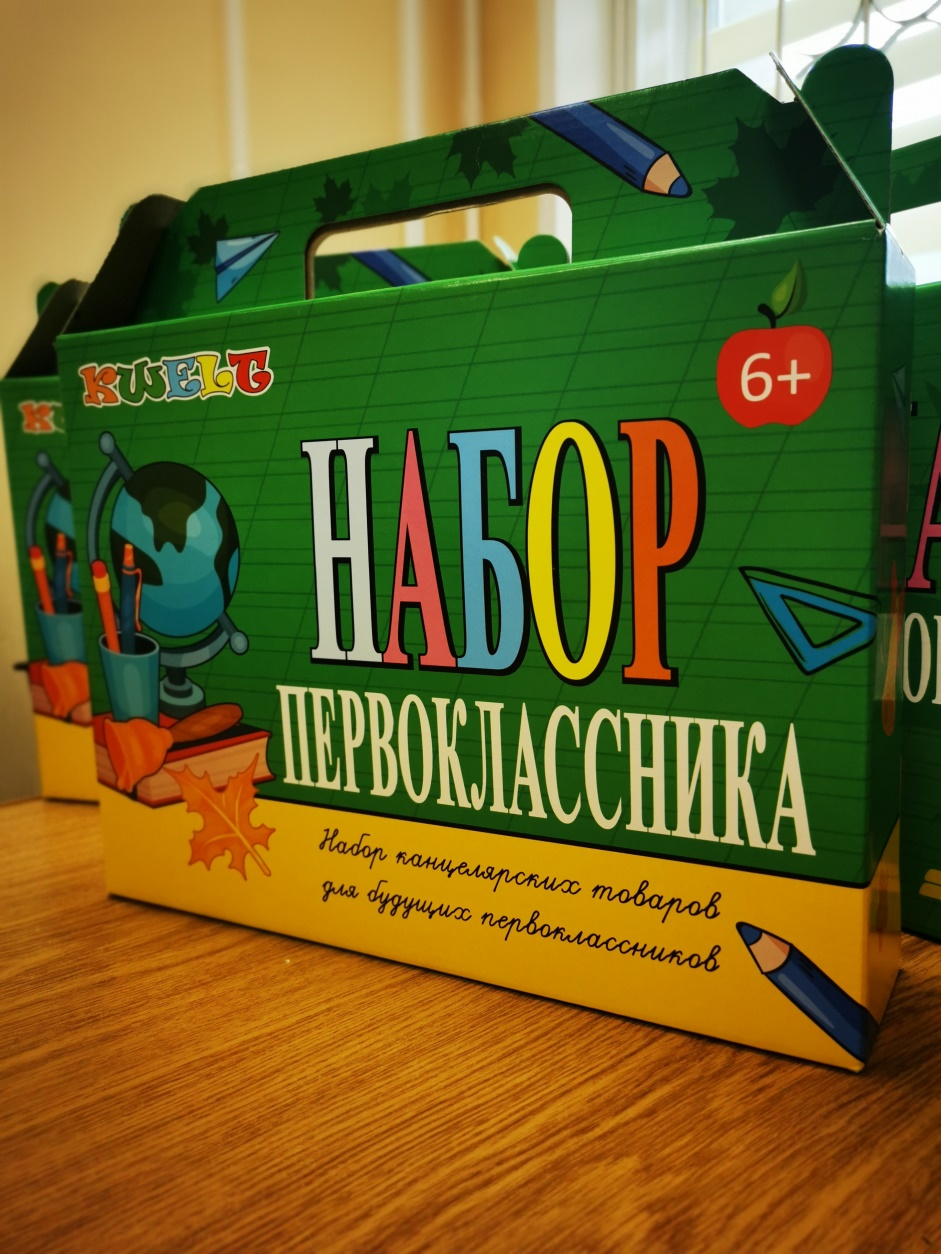 KWELT
6+
НАБОР
ПЕРВОКЛАССНИКА
Набор канцелярских товаров
для будущих первоклассников